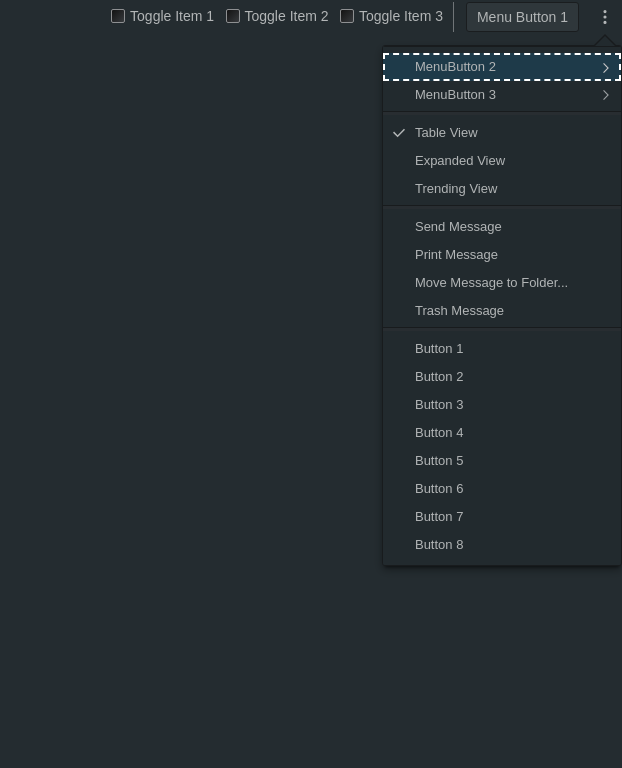 Toggle Item 1 Toggle Item 2 Toggle Item 3 Menu Button 1
MenuButton 2
MenuButton 3
Table View
Expanded View
Trending View
Send Message
Print Message
Move Message to Folder...
Trash Message
Button 1
Button 2
Button 3
Button 4
Button 5
Button 6
Button 7
Button 8